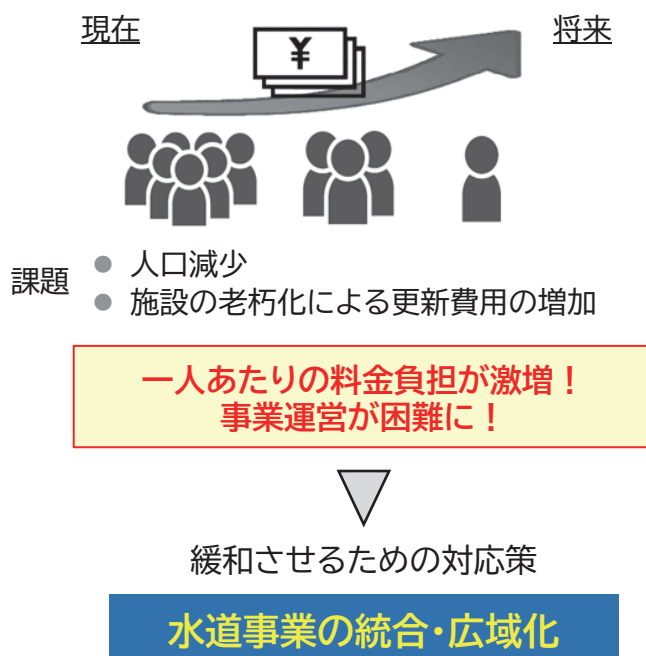 現在
将来
¥
課題
● 人口減少
● 施設の老朽化による更新費用の増加
一人あたりの料金負担が激増！
事業運営が困難に！
緩和させるための対応策
水道事業の統合・広域化